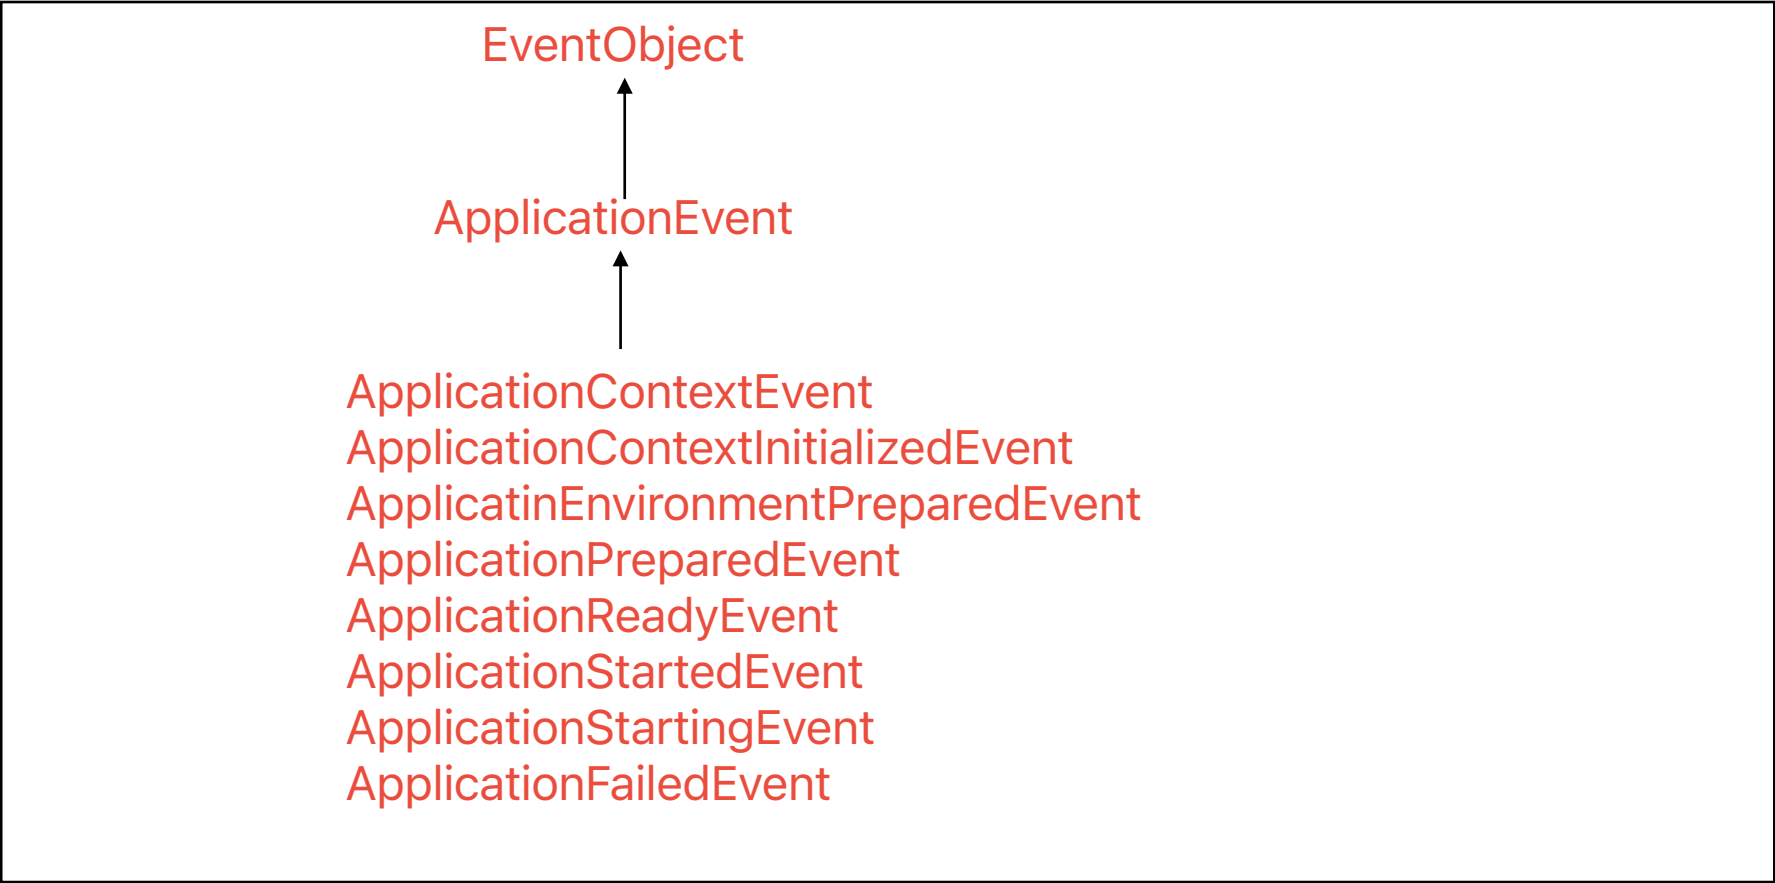 EventObject
ApplicationEvent
ApplicationContextEvent
ApplicationContextInitializedEvent
ApplicatinEnvironmentPreparedEvent
ApplicationPreparedEvent
ApplicationReadyEvent
ApplicationStartedEvent
ApplicationStartingEvent
ApplicationFailedEvent